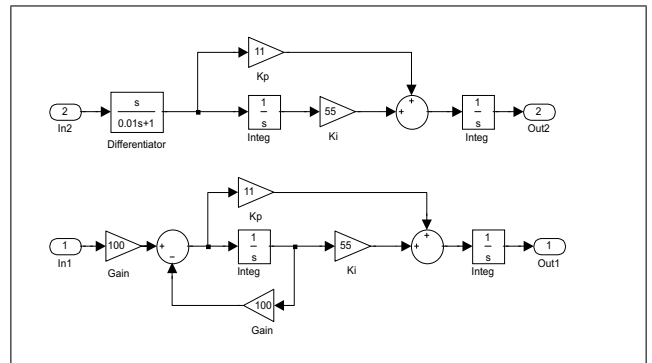 11
Kp
2
In2
s
0.01s+1
Differentiator
1
s
Integ
55
Ki
+
+
1
s
Integ
2
Out2
11
Kp
1
In1
100
Gain
+
−
1
s
Integ
55
Ki
+
+
1
s
Integ
1
Out1
100
Gain